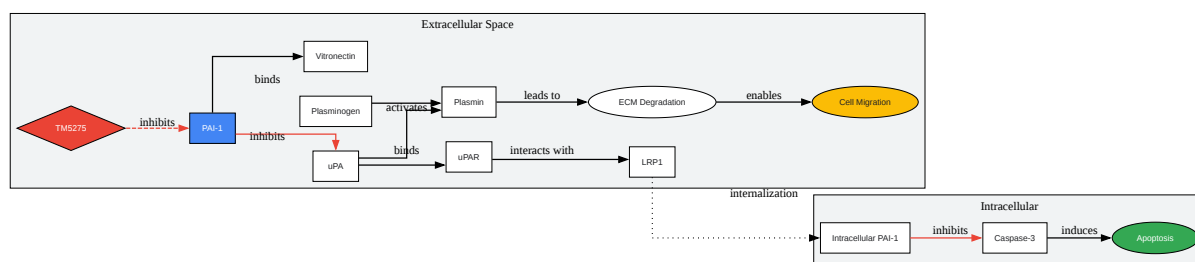 Extracellular Space
Vitronectin
binds
Plasminogen
activates
Plasmin
leads to
ECM Degradation
enables
Cell Migration
TM5275
inhibits
PAI-1
inhibits
uPA
binds
uPAR
interacts with
LRP1
internalization
Intracellular
Intracellular PAI-1
inhibits
Caspase-3
induces
Apoptosis